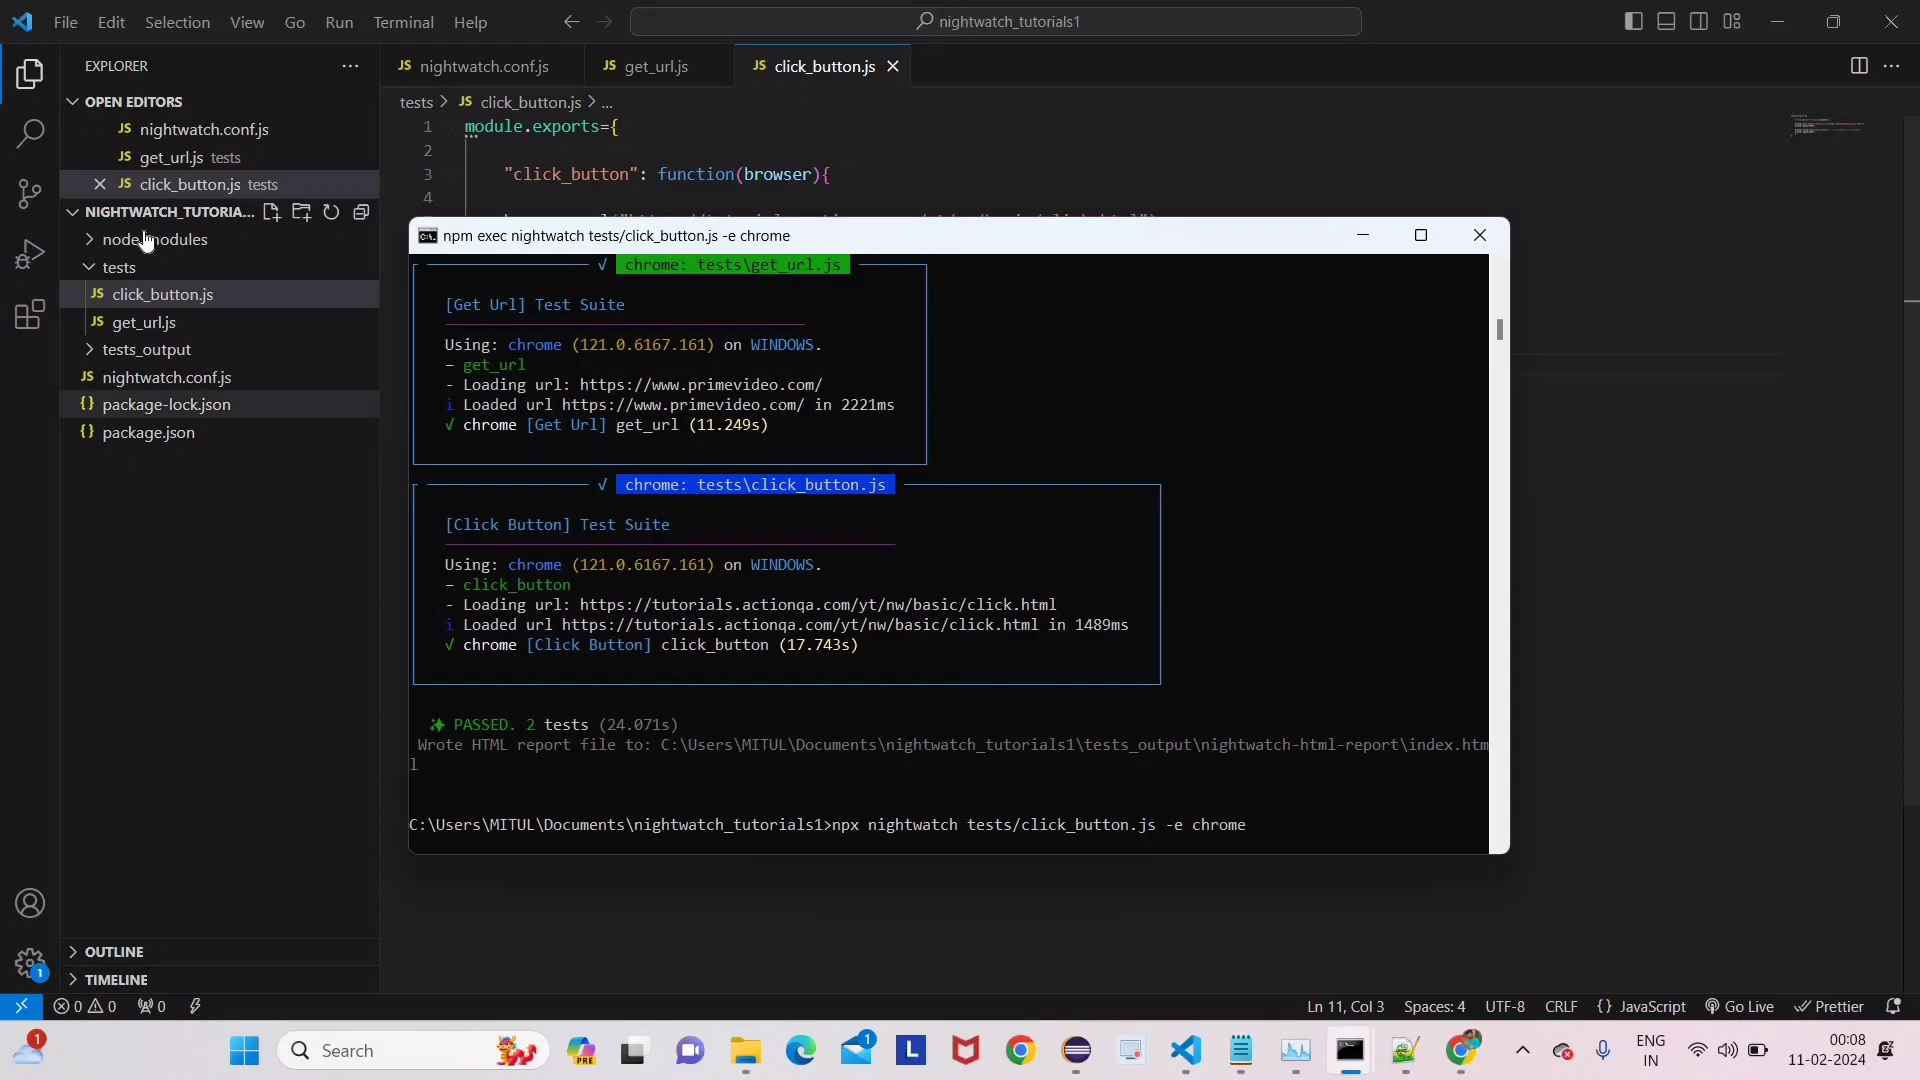 File Edit Selection View Go Run Terminal Help
nightwatch_tutorials1
EXPLORER
nightwatch.conf.js
get_url.js
click_button.js
OPEN EDITORS
nightwatch.conf.js
get_url.js tests
click_button.js tests
NIGHTWATCH_TUTORIA...
node_modules
tests
click_button.js
get_url.js
tests_output
nightwatch.conf.js
package-lock.json
package.json
OUTLINE
TIMELINE
tests > JS click_button.js > ...
1 module.exports={
2
3 "click_button": function(browser){
4
npm exec nightwatch tests/click_button.js -e chrome
√ chrome: tests\get_url.js
[Get Url] Test Suite
Using: chrome (121.0.6167.161) on WINDOWS.
– get_url
- Loading url: https://www.primevideo.com/
i Loaded url https://www.primevideo.com/ in 2221ms
√ chrome [Get Url] get_url (11.249s)
√ chrome: tests\click_button.js
[Click Button] Test Suite
Using: chrome (121.0.6167.161) on WINDOWS.
– click_button
- Loading url: https://tutorials.actionqa.com/yt/nw/basic/click.html
i Loaded url https://tutorials.actionqa.com/yt/nw/basic/click.html in 1489ms
√ chrome [Click Button] click_button (17.743s)
PASSED. 2 tests (24.071s)
Wrote HTML report file to: C:\Users\MITUL\Documents\nightwatch_tutorials1\tests_output\nightwatch-html-report\index.htm
l
C:\Users\MITUL\Documents\nightwatch_tutorials1>npx nightwatch tests/click_button.js -e chrome
0 0 0
Ln 11, Col 3 Spaces: 4 UTF-8 CRLF {} JavaScript Go Live Prettier
Search
ENG
IN
00:08
11-02-2024